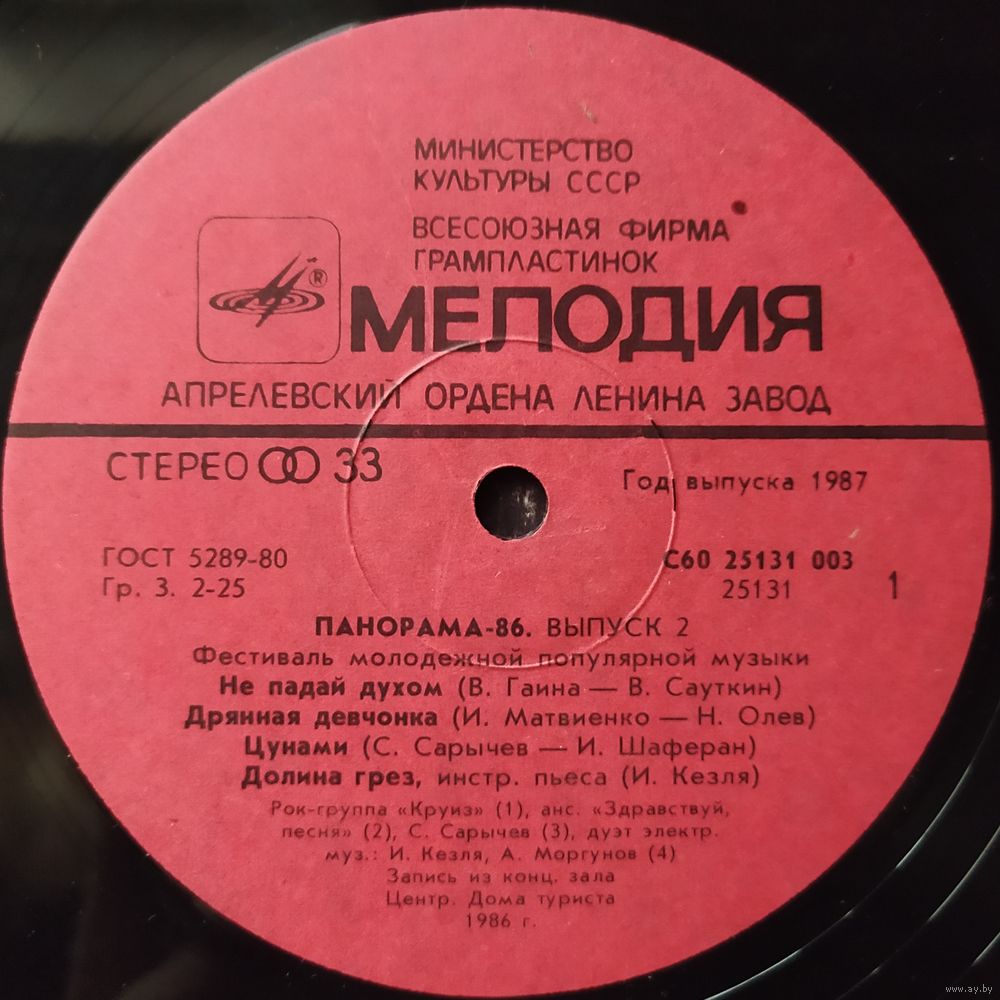 МИНИСТЕРСТВО
КУЛЬТУРЫ СССР
ВСЕСОЮЗНАЯ ФИРМА
ГРАМПЛАСТИНОК
®
МЕЛОДИЯ
АПРЕЛЕВСКИЙ ОРДЕНА ЛЕНИНА ЗАВОД
СТЕРЕО 33
Год выпуска 1987
ГОСТ 5289-80
Гр. 3. 2-25
С60 25131 003
25131
1
ПАНОРАМА-86. ВЫПУСК 2
Фестиваль молодежной популярной музыки
Не падай духом (В. Гаина — В. Сауткин)
Дрянная девчонка (И. Матвиенко — Н. Олев)
Цунами (С. Сарычев — И. Шаферан)
Долина грез, инстр. пьеса (И. Кезля)
Рок-группа «Круиз» (1), анс. «Здравствуй,
песня» (2), С. Сарычев (3), дуэт электр.
муз.: И. Кезля, А. Моргунов (4)
Запись из конц. зала
Центр. Дома туриста
1986 г.
www.ay.by